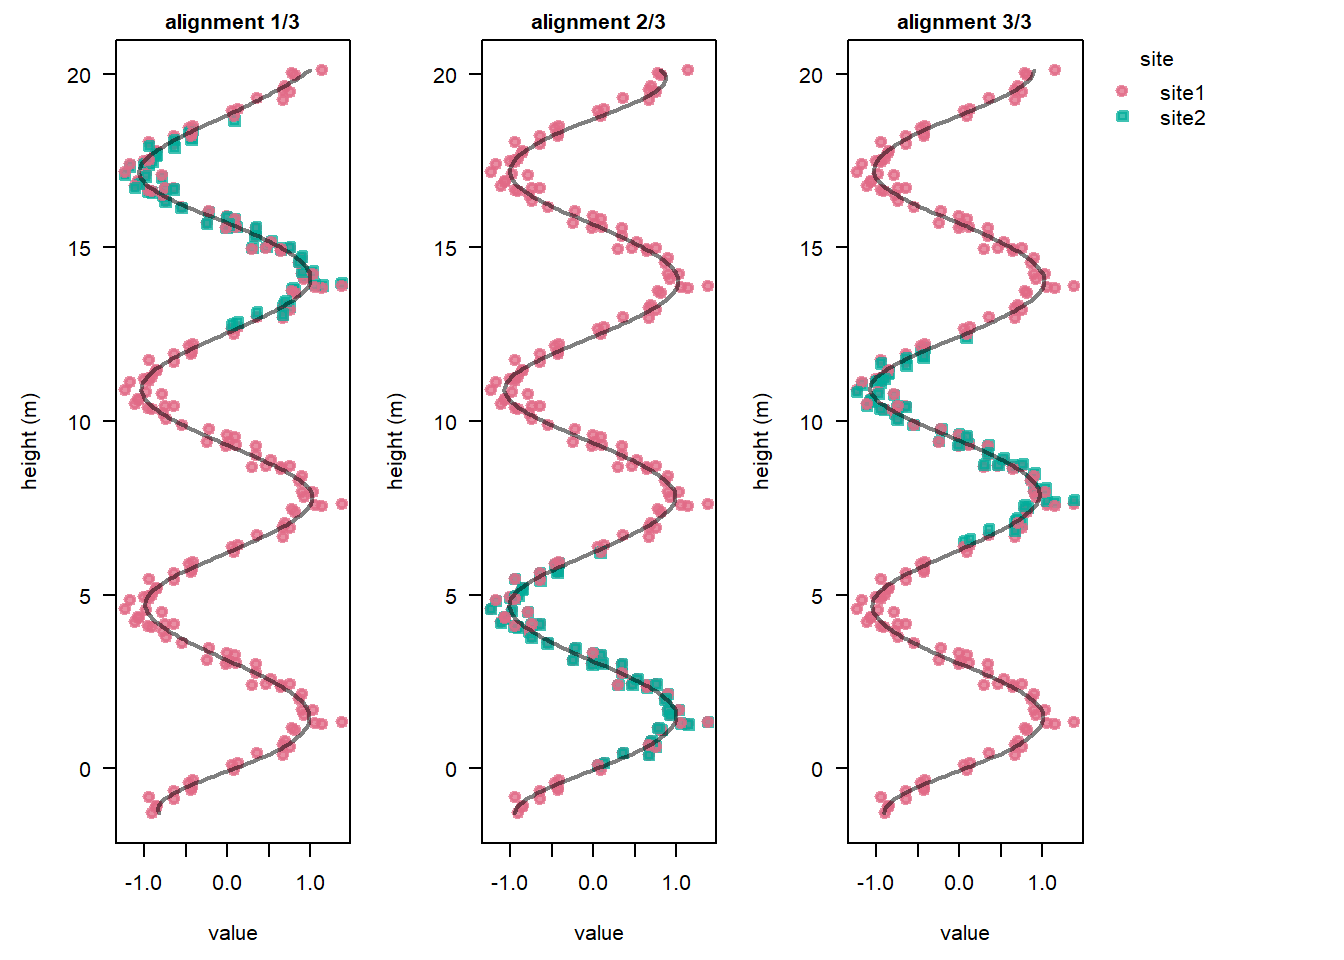 alignment 1/3
alignment 2/3
alignment 3/3
site
site1
site2
20
15
10
5
0
height (m)
-1.0 0.0 1.0
value
20
15
10
5
0
height (m)
-1.0 0.0 1.0
value
20
15
10
5
0
height (m)
-1.0 0.0 1.0
value